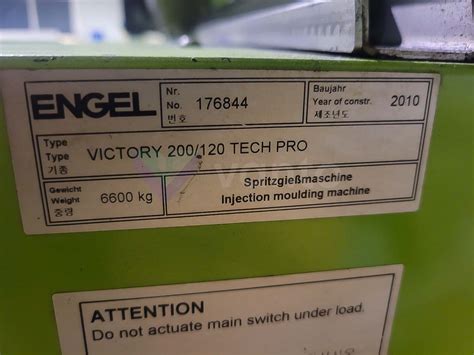 ENGEL
Nr.
No. 176844
번호
Baujahr
Year of constr. 2010
제조년도
Type
Type VICTORY 200/120 TECH PRO
기종
Gewicht
Weight 6600 kg
중량
Spritzgießmaschine
Injection moulding machine
ATTENTION
Do not actuate main switch under load.